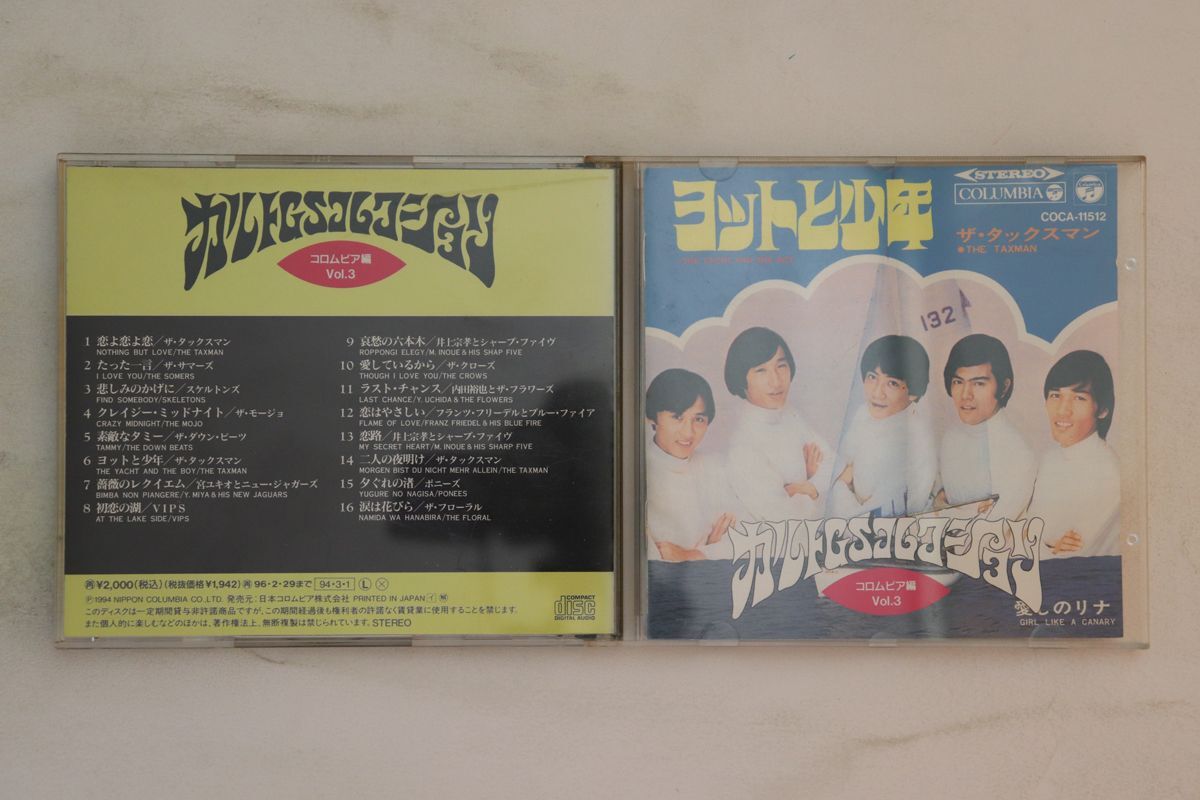 カルトGSコレクション
コロムビア編
Vol.3
1 恋よ恋よ恋/ザ・タックスマン
NOTHING BUT LOVE/THE TAXMAN
2 たった一言/ザ・サマーズ
I LOVE YOU/THE SOMERS
3 悲しみのかげに/スケルトンズ
FIND SOMEBODY/SKELETONS
4 クレイジー・ミッドナイト/ザ・モージョ
CRAZY MIDNIGHT/THE MOJO
5 素敵なタミー/ザ・ダウン・ビーツ
TAMMY/THE DOWN BEATS
6 ヨットと少年/ザ・タックスマン
THE YACHT AND THE BOY/THE TAXMAN
7 薔薇のレクイエム/宮ユキオとニュー・ジャガーズ
BIMBA NON PIANGERE/Y. MIYA & HIS NEW JAGUARS
8 初恋の湖/VIPS
AT THE LAKE SIDE/VIPS
9 哀愁の六本木/井上宗孝とシャープ・ファイヴ
ROPPONGI ELEGY/M. INOUE & HIS SHAP FIVE
10 愛しているから/ザ・クローズ
THOUGH I LOVE YOU/THE CROWS
11 ラスト・チャンス/内田裕也とザ・フラワーズ
LAST CHANCE/Y. UCHIDA & THE FLOWERS
12 恋はやさしい/フランツ・フリーデルとブルー・ファイア
FLAME OF LOVE/FRANZ FRIEDEL & HIS BLUE FIRE
13 恋路/井上宗孝とシャープ・ファイヴ
MY SECRET HEART/M. INOUE & HIS SHARP FIVE
14 二人の夜明け/ザ・タックスマン
MORGEN BIST DU NICHT MEHR ALLEIN/THE TAXMAN
15 夕ぐれの渚/ポニーズ
YUGURE NO NAGISA/PONEES
16 涙は花びら/ザ・フローラル
NAMIDA WA HANABIRA/THE FLORAL
㊢¥2,000(税込)(税抜価格¥1,942)㊢96・2・29まで 94・3・1 Ⓛ Ⓧ
Ⓟ1994 NIPPON COLUMBIA CO.,LTD. 発売元:日本コロムビア株式会社 PRINTED IN JAPAN イ
このディスクは一定期間貸与非許諾商品ですが、この期間経過後も権利者の許諾なく賃貸業に使用することを禁じます。
また個人的に楽しむなどのほかは、著作権法上、無断複製は禁じられています。STEREO
COMPACT
disc
DIGITAL AUDIO
ヨットと少年
THE YACHT AND THE BOY
STEREO
COLUMBIA
Columbia
COCA-11512
ザ・タックスマン
●THE TAXMAN
132
カルトGSコレクション
コロムビア編
Vol.3
愛しのリナ
GIRL LIKE A CANARY